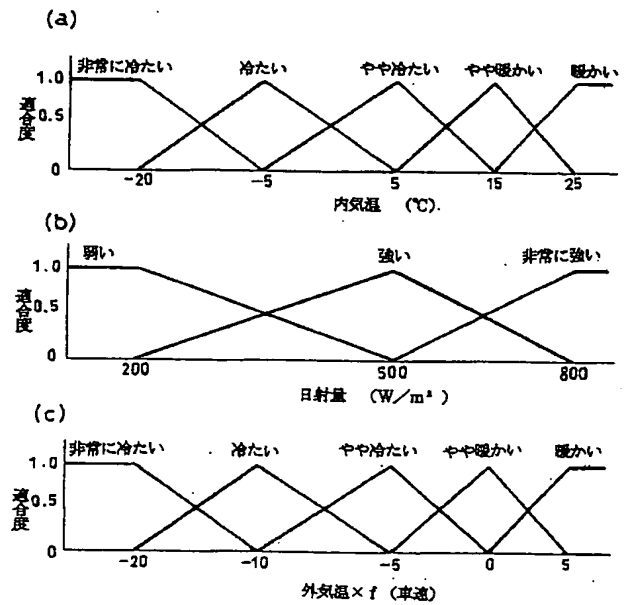 (a)
非常に冷たい 冷たい やや冷たい やや暖かい 暖かい
1.0
0.5
0
適合度
-20 -5 5 15 25
内気温 (℃).
(b)
弱い 強い 非常に強い
1.0
0.5
0
適合度
200 500 800
日射量 (W/m²)
(c)
非常に冷たい 冷たい やや冷たい やや暖かい 暖かい
1.0
0.5
0
適合度
-20 -10 -5 0 5
外気温×f(車速)